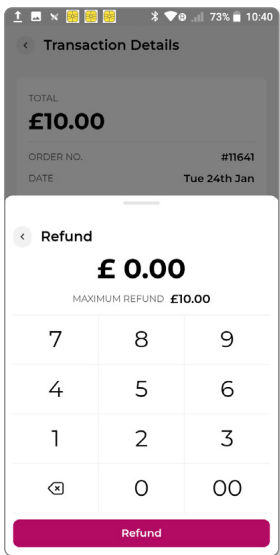 73% 10:40
Transaction Details
TOTAL
£10.00
ORDER NO. #11641
DATE Tue 24th Jan
Refund
£ 0.00
MAXIMUM REFUND £10.00
7 8 9
4 5 6
1 2 3
0 00
Refund